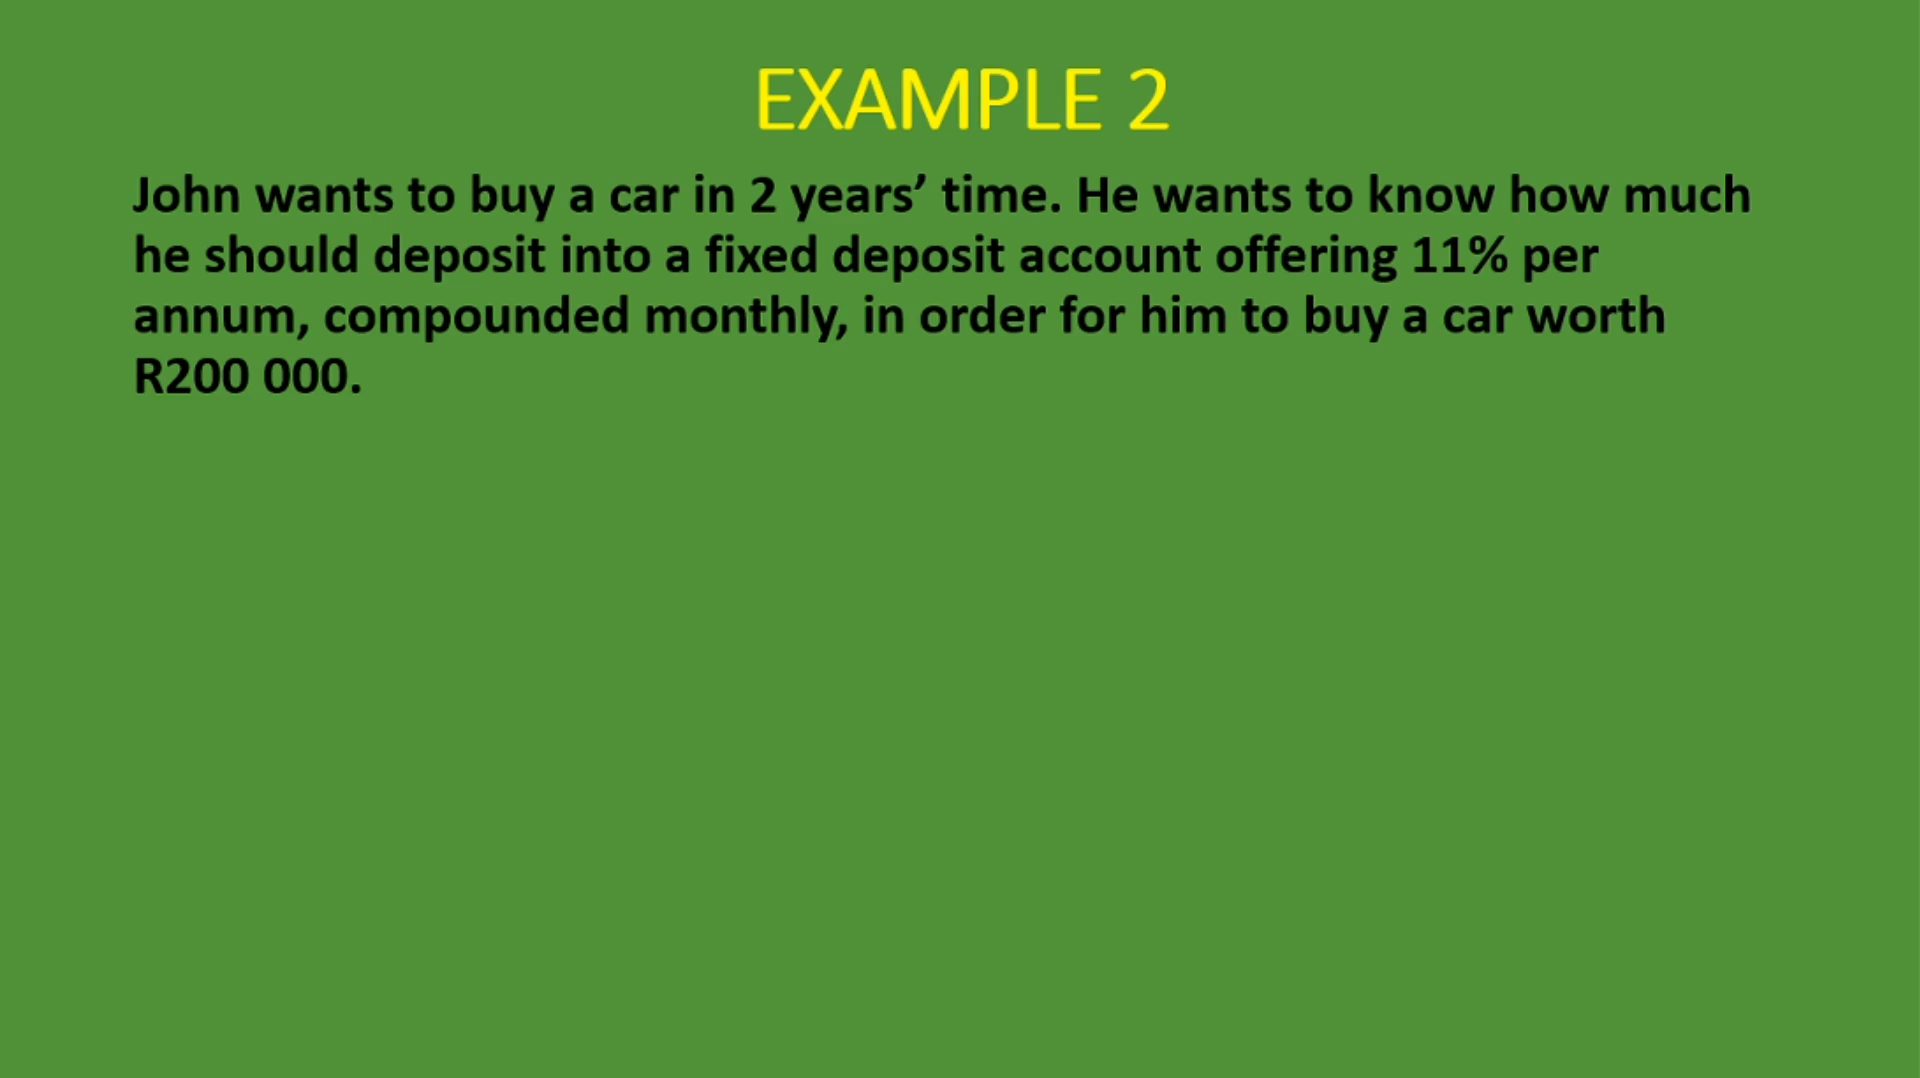 EXAMPLE 2
John wants to buy a car in 2 years’ time. He wants to know how much
he should deposit into a fixed deposit account offering 11% per
annum, compounded monthly, in order for him to buy a car worth
R200 000.